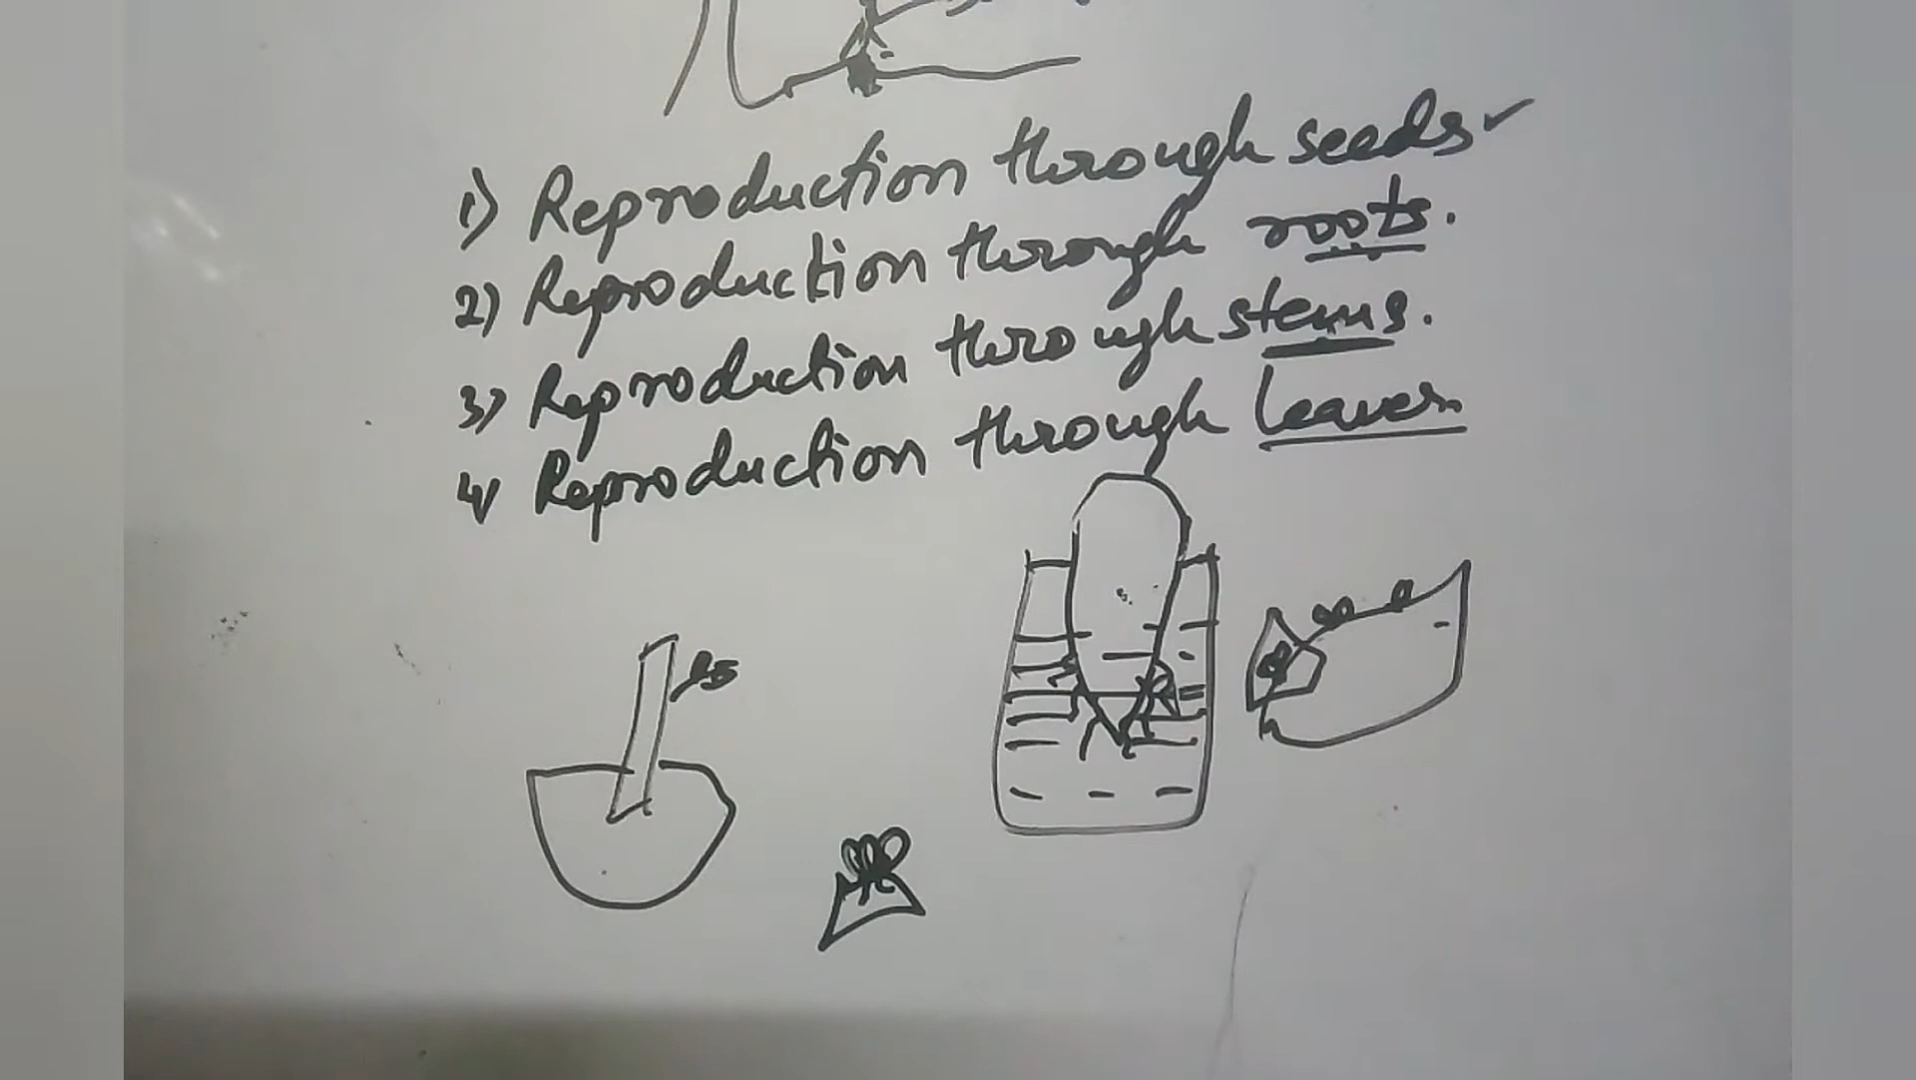 1) Reproduction through seeds
2) Reproduction through roots.
3) Reproduction through stems.
4) Reproduction through leaves